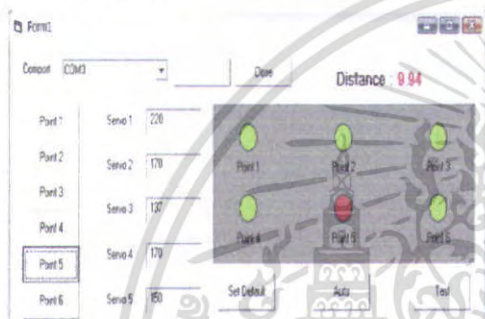 Form1
Comport COM3 Close
Distance : 9.94
Point 1 Servo 1 220
Point 2 Servo 2 170
Point 3 Servo 3 137
Point 4 Servo 4 170
Point 5 Servo 5 150
Point 6
Point 1 Point 2 Point 3
Point 4 Point 5 Point 6
Set Default Auto Test